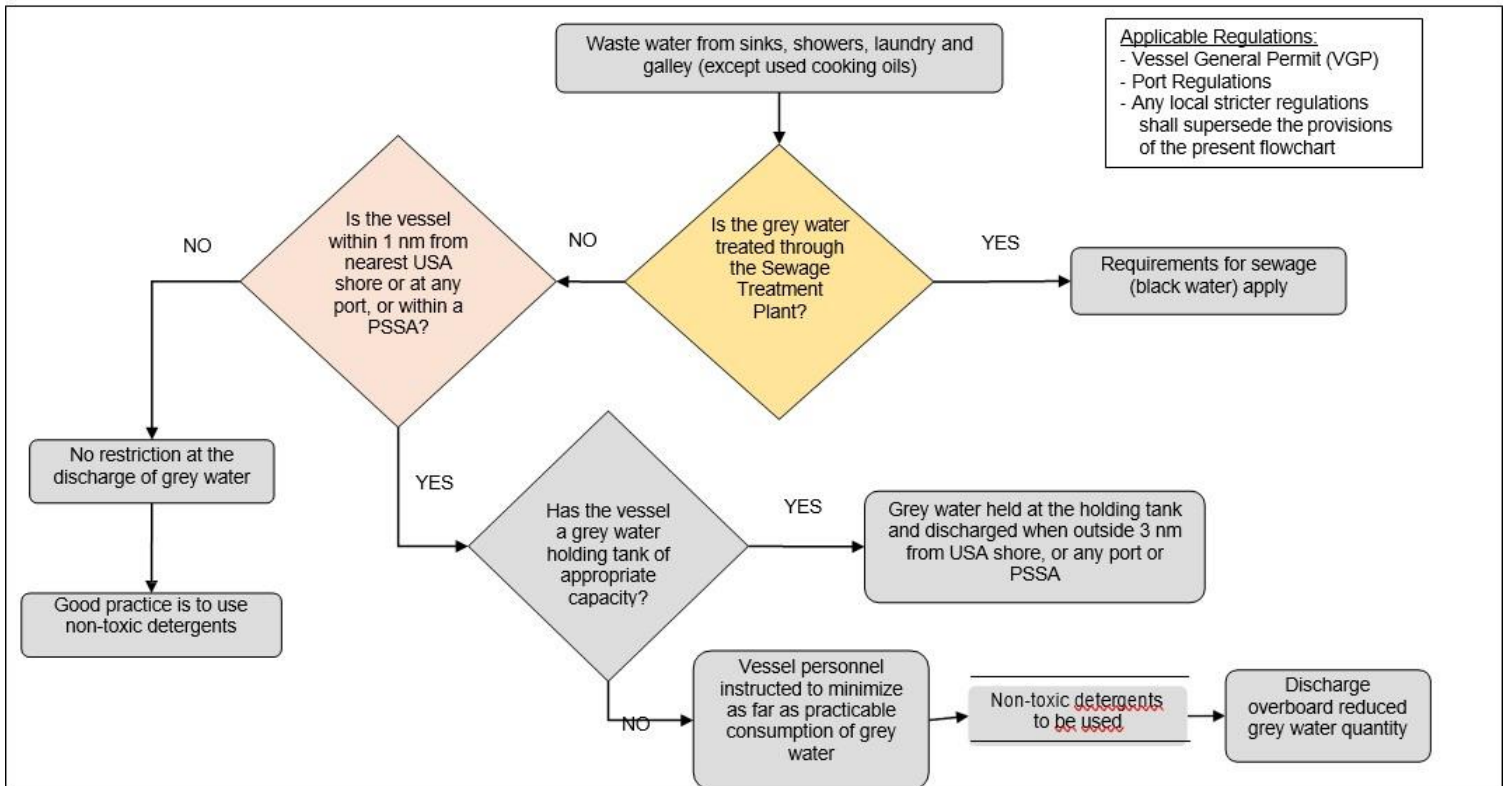 Waste water from sinks, showers, laundry and
galley (except used cooking oils)
Applicable Regulations:
- Vessel General Permit (VGP)
- Port Regulations
- Any local stricter regulations
shall supersede the provisions
of the present flowchart
Is the grey water
treated through
the Sewage
Treatment
Plant?
YES
Requirements for sewage
(black water) apply
NO
Is the vessel
within 1 nm from
nearest USA
shore or at any
port, or within a
PSSA?
NO
No restriction at the
discharge of grey water
Good practice is to use
non-toxic detergents
YES
Has the vessel
a grey water
holding tank of
appropriate
capacity?
YES
Grey water held at the holding tank
and discharged when outside 3 nm
from USA shore, or any port or
PSSA
NO
Vessel personnel
instructed to minimize
as far as practicable
consumption of grey
water
Non-toxic detergents
to be used
Discharge
overboard reduced
grey water quantity